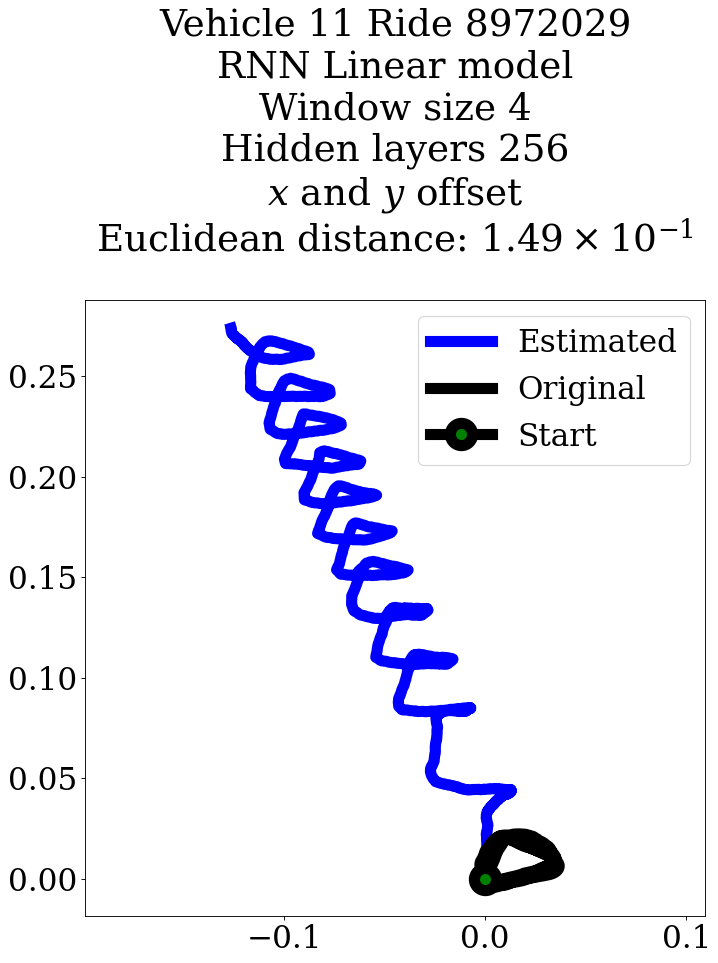 Vehicle 11 Ride 8972029
RNN Linear model
Window size 4
Hidden layers 256
x and y offset
Euclidean distance: 1.49 × 10⁻¹
Estimated
Original
Start
0.25
0.20
0.15
0.10
0.05
0.00
−0.1
0.0
0.1